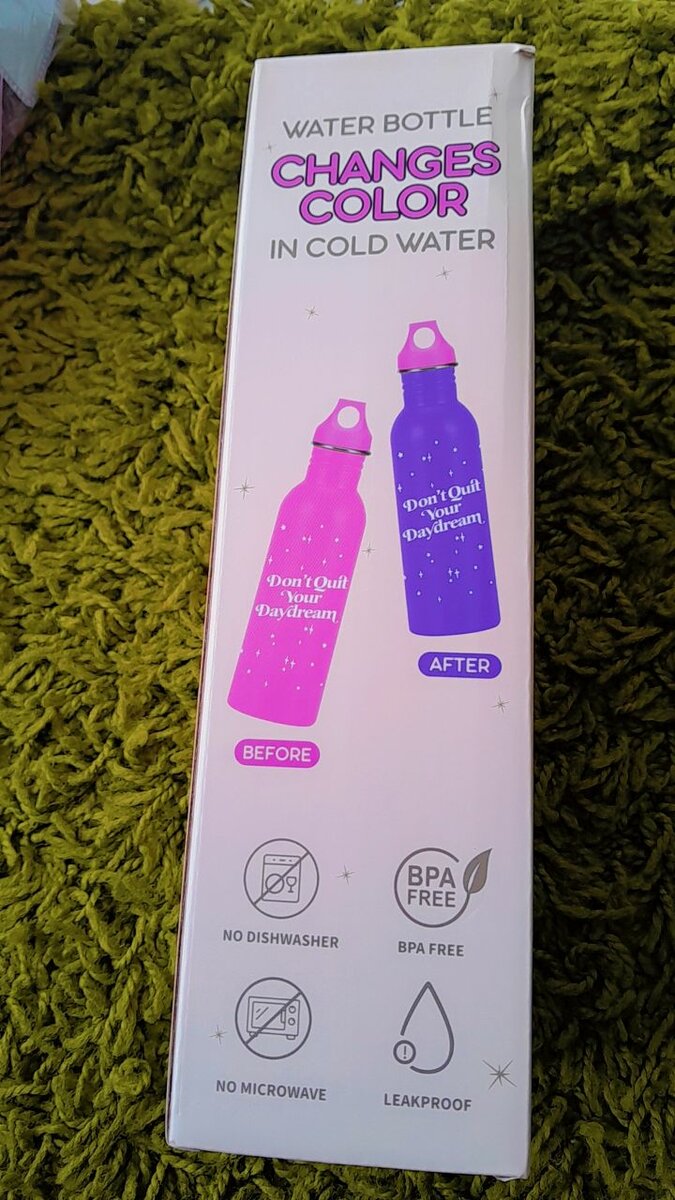 WATER BOTTLE
CHANGES
COLOR
IN COLD WATER
Don't Quit
Your
Daydream
Don't Quit
Your
Daydream
AFTER
BEFORE
BPA
FREE
NO DISHWASHER
BPA FREE
!
NO MICROWAVE
LEAKPROOF